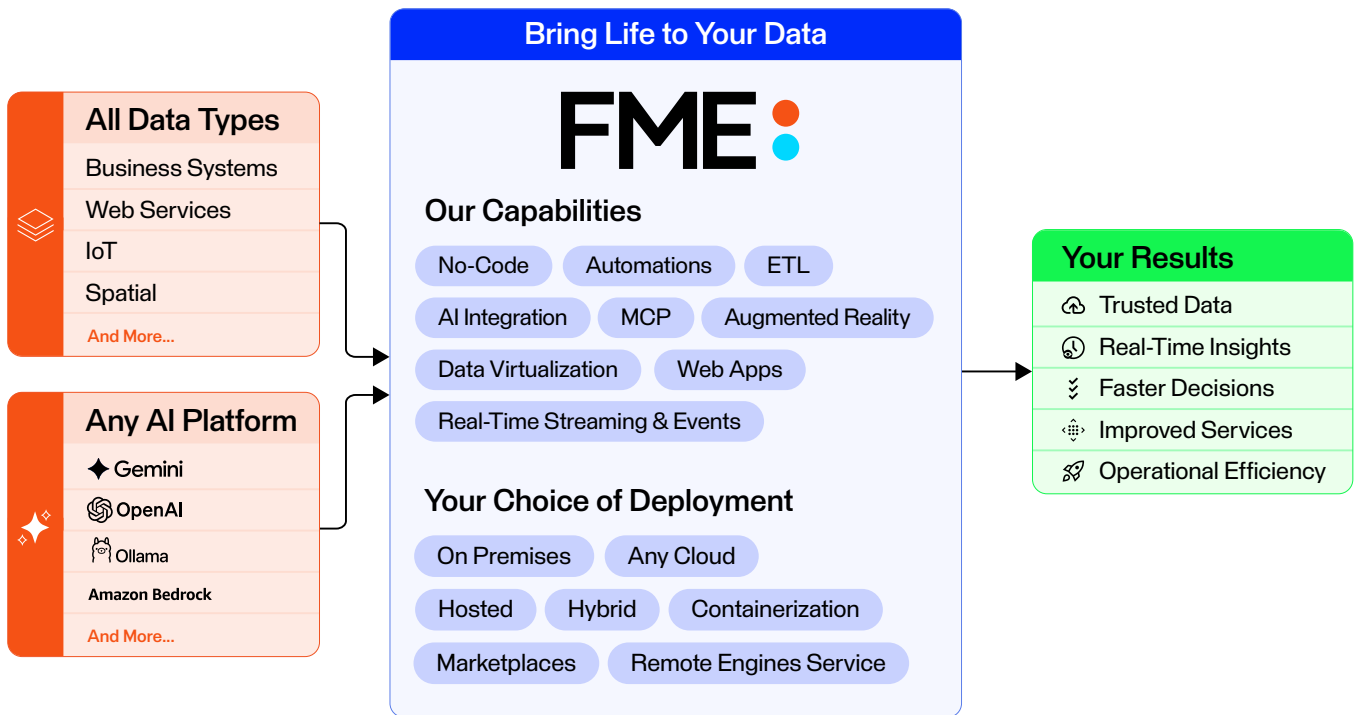 All Data Types
Business Systems
Web Services
IoT
Spatial
And More...
Any AI Platform
Gemini
OpenAI
Ollama
Amazon Bedrock
And More...
Bring Life to Your Data
FME
Our Capabilities
No-Code Automations ETL
AI Integration MCP Augmented Reality
Data Virtualization Web Apps
Real-Time Streaming & Events
Your Choice of Deployment
On Premises Any Cloud
Hosted Hybrid Containerization
Marketplaces Remote Engines Service
Your Results
Trusted Data
Real-Time Insights
Faster Decisions
Improved Services
Operational Efficiency